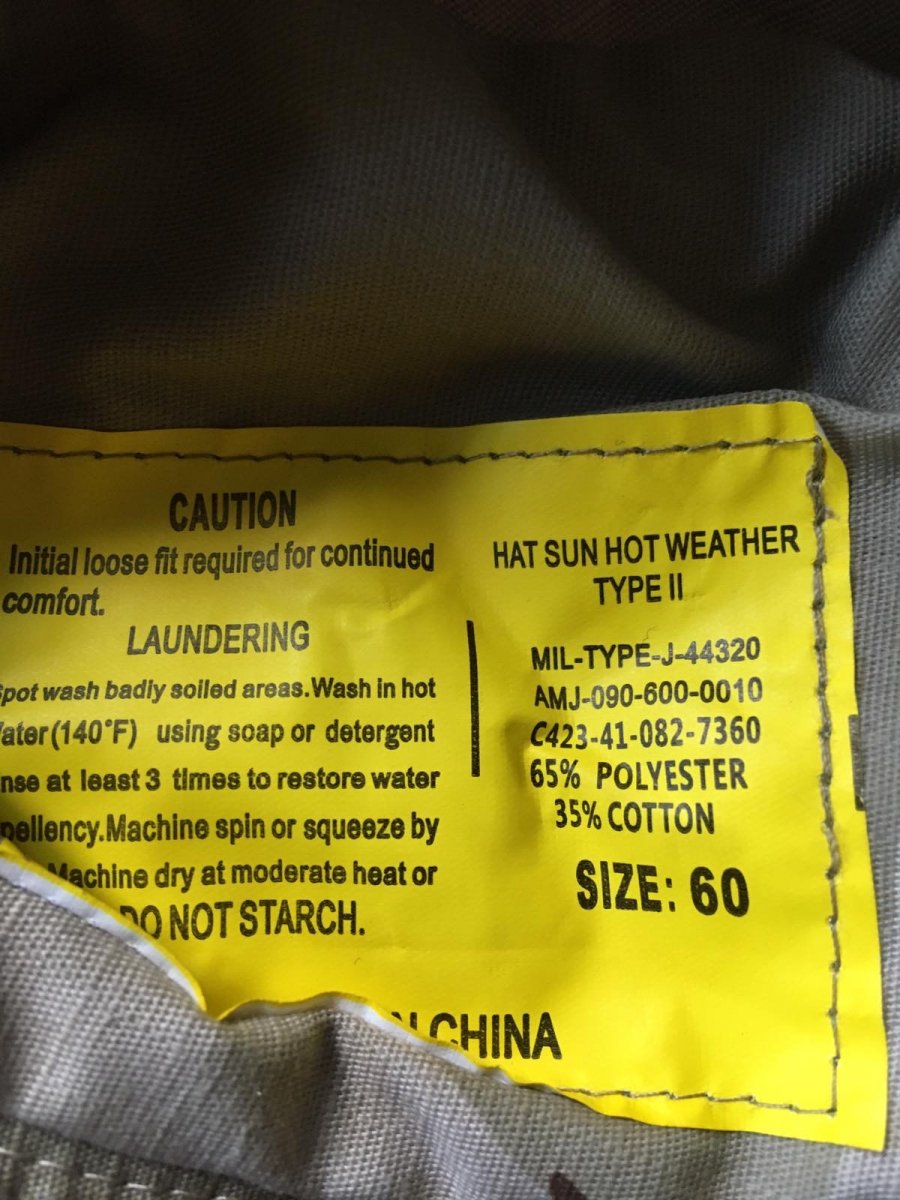 CAUTION
Initial loose fit required for continued
comfort.
LAUNDERING
pot wash badly soiled areas.Wash in hot
ater(140°F) using soap or detergent
nse at least 3 times to restore water
pellency.Machine spin or squeeze by
Machine dry at moderate heat or
DO NOT STARCH.
HAT SUN HOT WEATHER
TYPE II
MIL-TYPE-J-44320
AMJ-090-600-0010
C423-41-082-7360
65% POLYESTER
35% COTTON
SIZE: 60
N CHINA